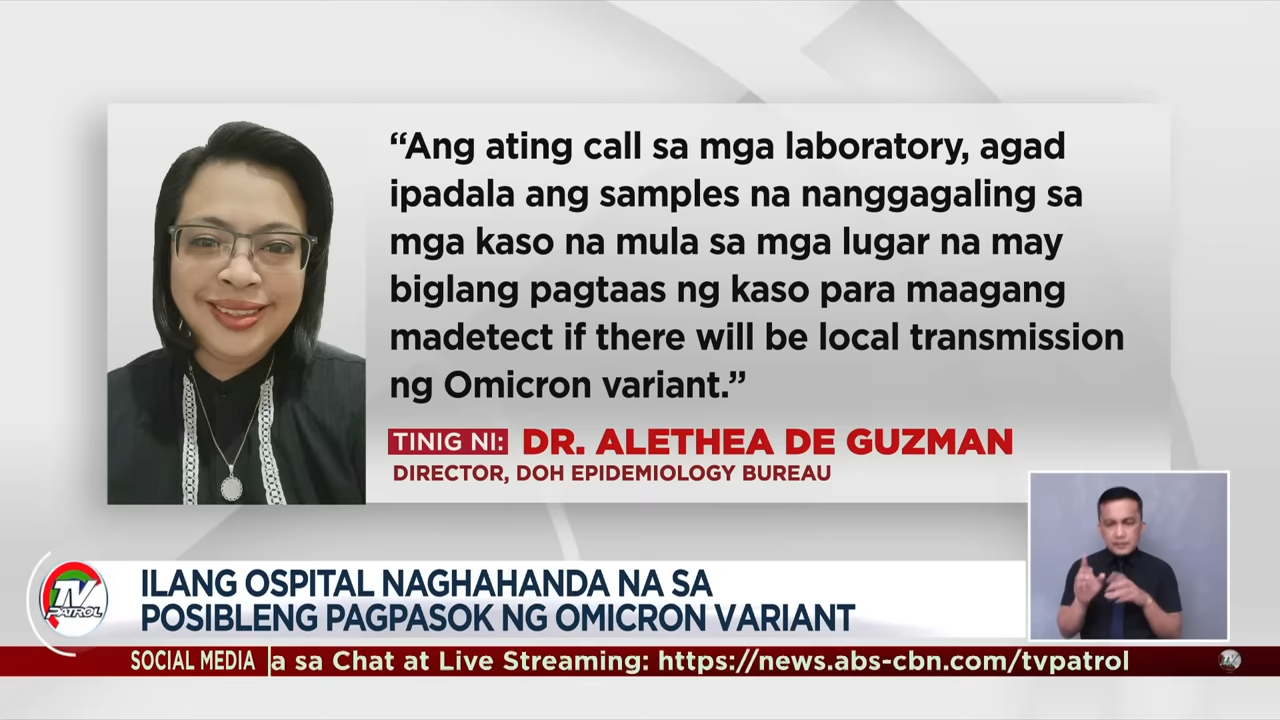 “Ang ating call sa mga laboratory, agad
ipadala ang samples na nanggagaling sa
mga kaso na mula sa mga lugar na may
biglang pagtaas ng kaso para maagang
madetect if there will be local transmission
ng Omicron variant.”
TINIG NI: DR. ALETHEA DE GUZMAN
DIRECTOR, DOH EPIDEMIOLOGY BUREAU
TV PATROL
ILANG OSPITAL NAGHAHANDA NA SA
POSIBLENG PAGPASOK NG OMICRON VARIANT
SOCIAL MEDIA a sa Chat at Live Streaming: https://news.abs-cbn.com/tvpatrol